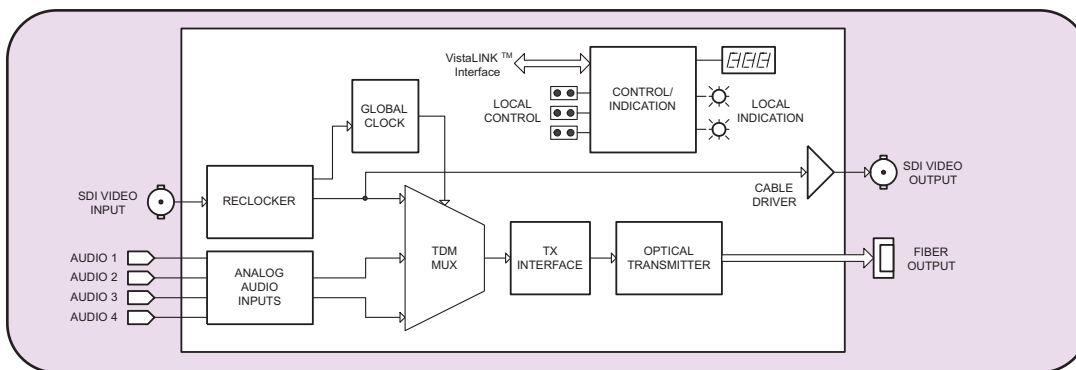 VistaLINK ™
Interface
CONTROL/
INDICATION
LOCAL
CONTROL
LOCAL
INDICATION
GLOBAL
CLOCK
SDI VIDEO
INPUT
RECLOCKER
CABLE
DRIVER
SDI VIDEO
OUTPUT
AUDIO 1
AUDIO 2
AUDIO 3
AUDIO 4
ANALOG
AUDIO
INPUTS
TDM
MUX
TX
INTERFACE
OPTICAL
TRANSMITTER
FIBER
OUTPUT